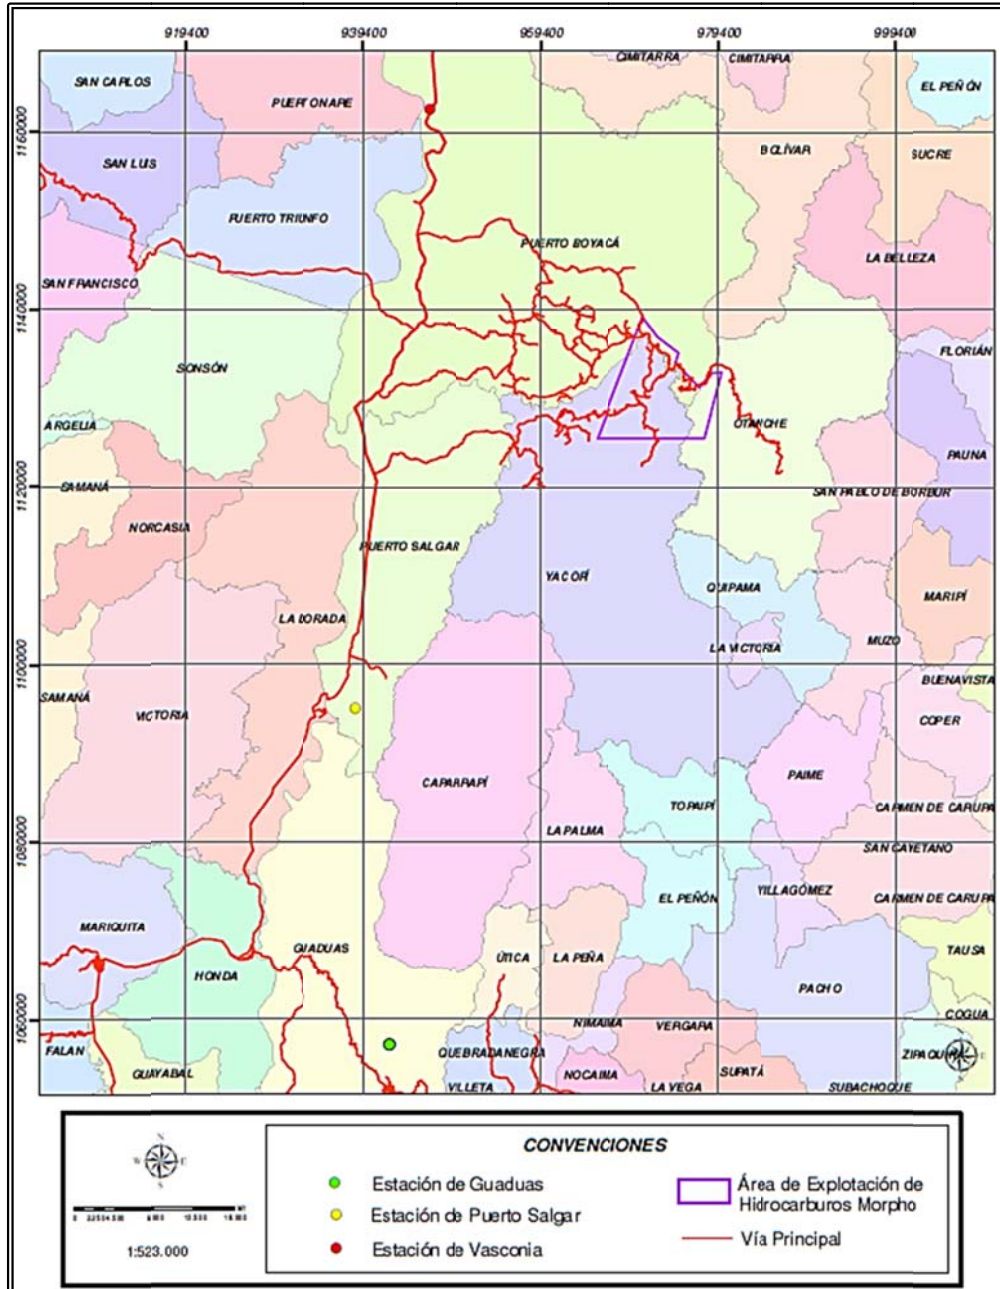 919400 939400 959400 979400 999400
CIMITARRA CIMITARRA
SAN CARLOS EL PEÑÓN
PUERTO NARE
1160000
BOLÍVAR SUCRE
SAN LUIS
PUERTO TRIUNFO
PUERTO BOYACÁ
LA BELLEZA
SAN FRANCISCO
1140000
FLORIÁN
SONSÓN
ARGELIA OTANCHE
PAUNA
SAMANÁ
SAN PABLO DE BORBUR
1120000
NORCASIA
PUERTO SALGAR
YACOPÍ
QUIPAMA
MARIPÍ
LA DORADA
MUZO
LA VICTORIA
1100000
BUENAVISTA
SAMANÁ
VICTORIA COPER
PAIME
CAPARRAPÍ
TOPAIPÍ CARMEN DE CARUPA
LA PALMA
1080000
SAN CAYETANO
VILLAGÓMEZ
EL PEÑÓN CARMEN DE CARUPA
MARIQUITA
GUADUAS TAUSA
ÚTICA LA PEÑA
HONDA
PACHO
COGUA
1060000
NIMAIMA VERGARA
FALAN QUEBRADANEGRA ZIPAQUIRÁ
GUAYABAL NOCAIMA SUPATÁ
VILLETA LA VEGA SUBACHOQUE
CONVENCIONES
N
W E
S
Estación de Guaduas
Estación de Puerto Salgar
Estación de Vasconia
Área de Explotación de
Hidrocarburos Morpho
Vía Principal
1:523.000